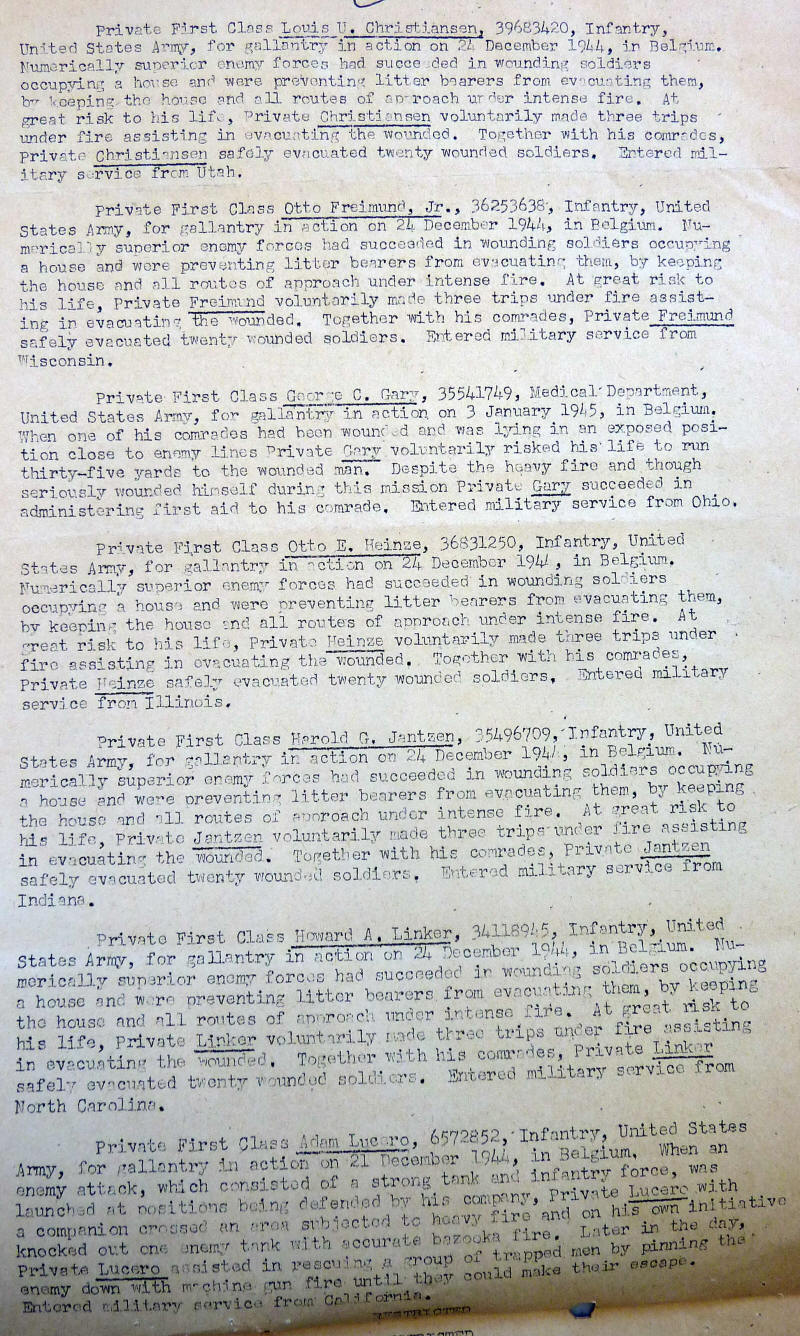 Private First Class Louis U. Christiansen, 39683420, Infantry,
United States Army, for gallantry in action on 24 December 1944, in Belgium.
Numerically superior enemy forces had succeeded in wounding soldiers
occupying a house and were preventing litter bearers from evacuating them,
by keeping the house and all routes of approach under intense fire. At
great risk to his life, Private Christiansen voluntarily made three trips
under fire assisting in evacuating the wounded. Together with his comrades,
Private Christiansen safely evacuated twenty wounded soldiers. Entered mil-
itary service from Utah.
Private First Class Otto Freimund, Jr., 36253638, Infantry, United
States Army, for gallantry in action on 24 December 1944, in Belgium. Nu-
merically superior enemy forces had succeeded in wounding soldiers occupying
a house and were preventing litter bearers from evacuating them, by keeping
the house and all routes of approach under intense fire. At great risk to
his life, Private Freimund voluntarily made three trips under fire assist-
ing in evacuating the wounded. Together with his comrades, Private Freimund
safely evacuated twenty wounded soldiers. Entered military service from
Wisconsin.
Private First Class George C. Gary, 35541749, Medical Department,
United States Army, for gallantry in action on 3 January 1945, in Belgium.
When one of his comrades had been wounded and was lying in an exposed posi-
tion close to enemy lines Private Gary voluntarily risked his life to run
thirty-five yards to the wounded man. Despite the heavy fire and though
seriously wounded himself during this mission Private Gary succeeded in
administering first aid to his comrade. Entered military service from Ohio.
Private First Class Otto E. Heinze, 36831250, Infantry, United
States Army, for gallantry in action on 24 December 1944, in Belgium.
Numerically superior enemy forces had succeeded in wounding soldiers
occupying a house and were preventing litter bearers from evacuating them,
by keeping the house and all routes of approach under intense fire. At
great risk to his life, Private Heinze voluntarily made three trips under
fire assisting in evacuating the wounded. Together with his comrades,
Private Heinze safely evacuated twenty wounded soldiers. Entered military
service from Illinois.
Private First Class Harold G. Jantzen, 35496709, Infantry, United
States Army, for gallantry in action on 24 December 1944, in Belgium. Nu-
merically superior enemy forces had succeeded in wounding soldiers occupying
a house and were preventing litter bearers from evacuating them, by keeping
the house and all routes of approach under intense fire. At great risk to
his life, Private Jantzen voluntarily made three trips under fire assisting
in evacuating the wounded. Together with his comrades, Private Jantzen
safely evacuated twenty wounded soldiers. Entered military service from
Indiana.
Private First Class Howard A. Linker, 34118945, Infantry, United
States Army, for gallantry in action on 24 December 1944, in Belgium. Nu-
merically superior enemy forces had succeeded in wounding soldiers occupying
a house and were preventing litter bearers from evacuating them, by keeping
the house and all routes of approach under intense fire. At great risk to
his life, Private Linker voluntarily made three trips under fire assisting
in evacuating the wounded. Together with his comrades, Private Linker
safely evacuated twenty wounded soldiers. Entered military service from
North Carolina.
Private First Class Adam Lucero, 6572852, Infantry, United States
Army, for gallantry in action on 21 December 1944, in Belgium. When an
enemy attack, which consisted of a strong tank and infantry force, was
launched at positions being defended by his company, Private Lucero with
a companion crossed an area subjected to heavy fire and on his own initiative
knocked out one enemy tank with accurate bazooka fire. Later in the day,
Private Lucero assisted in rescuing a group of trapped men by pinning the
enemy down with machine gun fire until they could make their escape.
Entered military service from California.